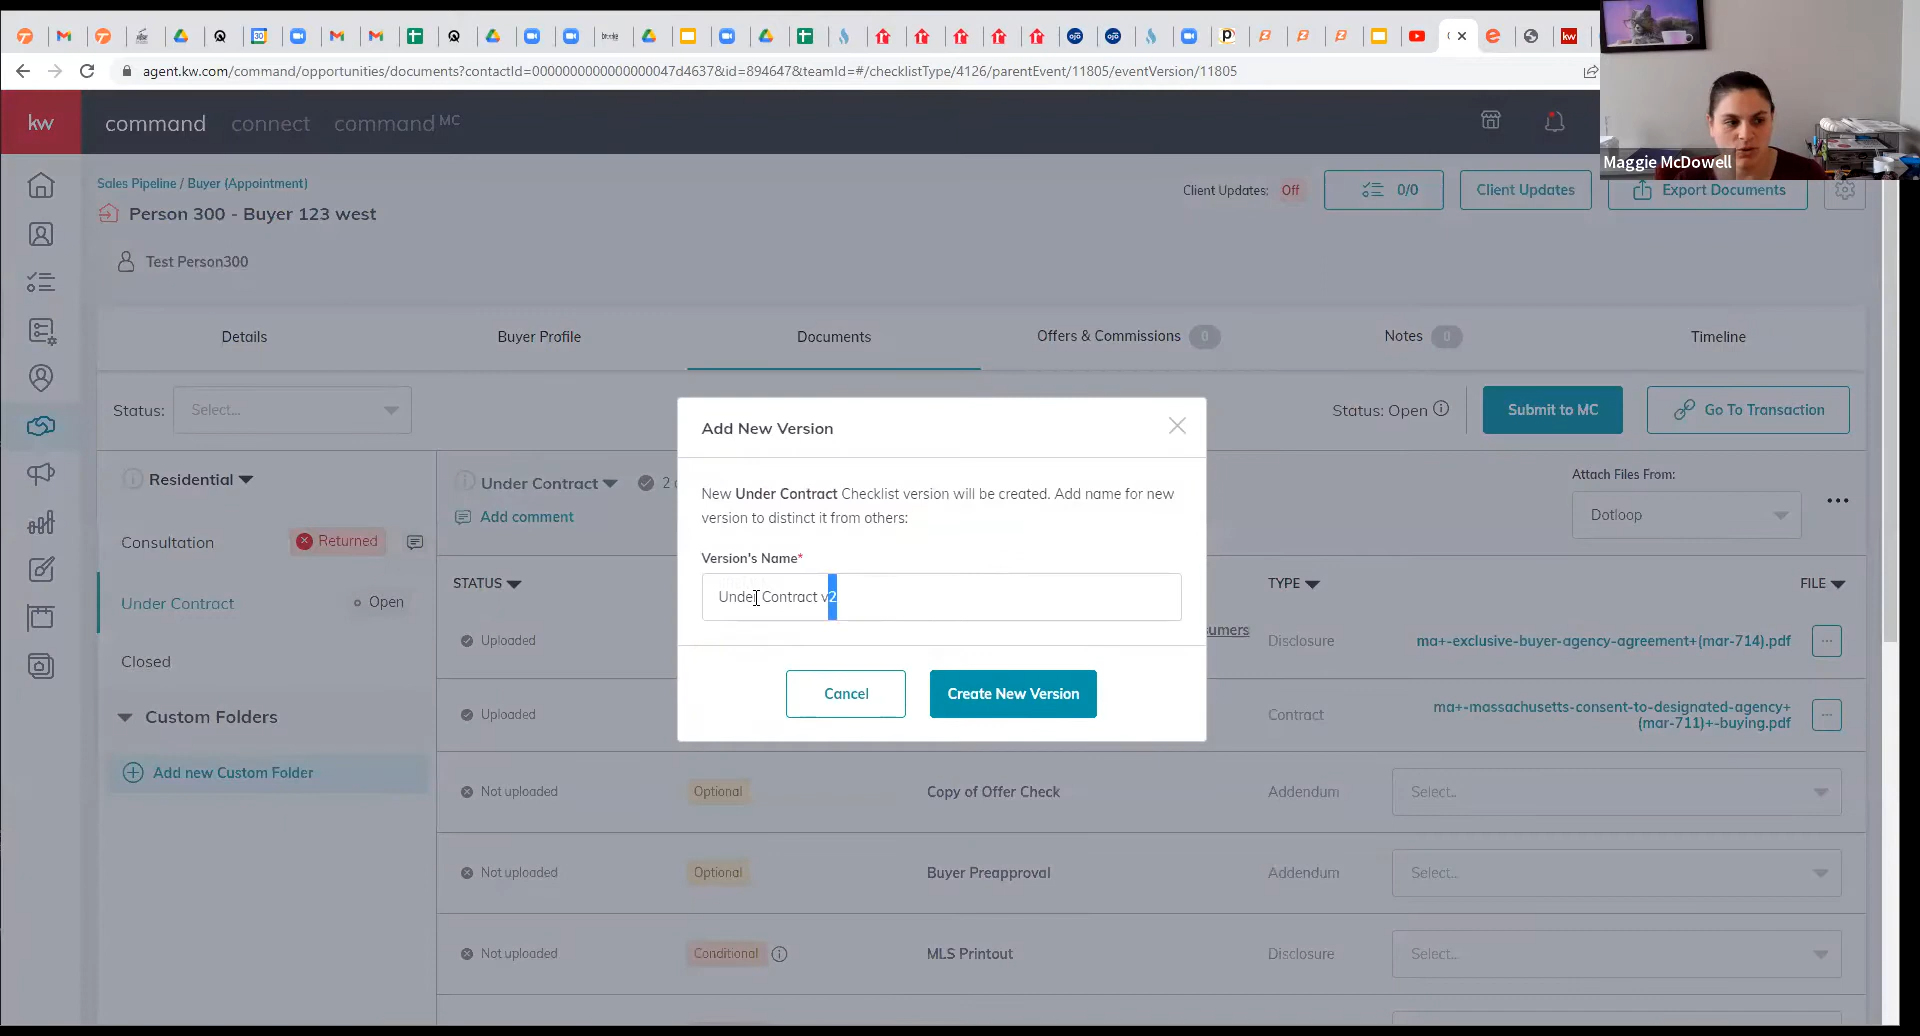 agent.kw.com/command/opportunities/documents?contactId=0000000000000000047d4637&id=894647&teamId=#/checklistType/4126/parentEvent/11805/eventVersion/11805
kw
command
connect
command MC
Maggie McDowell
Sales Pipeline / Buyer (Appointment)
Person 300 - Buyer 123 west
Client Updates: Off
0/0
Client Updates
Export Documents
Test Person300
Details
Buyer Profile
Documents
Offers & Commissions 0
Notes 0
Timeline
Status: Select...
Status: Open
Submit to MC
Go To Transaction
Residential
Consultation
Returned
Under Contract
Open
Closed
Custom Folders
Add new Custom Folder
Under Contract
2
Add comment
Attach Files From:
Dotloop
STATUS
TYPE
FILE
Uploaded
Disclosure
ma+-exclusive-buyer-agency-agreement+(mar-714).pdf
Uploaded
Contract
ma+-massachusetts-consent-to-designated-agency+
(mar-711)+-buying.pdf
Not uploaded
Optional
Copy of Offer Check
Addendum
Select..
Not uploaded
Optional
Buyer Preapproval
Addendum
Select..
Not uploaded
Conditional
MLS Printout
Disclosure
Select..
Add New Version
New Under Contract Checklist version will be created. Add name for new
version to distinct it from others:
Version's Name*
Under Contract v2
Cancel
Create New Version